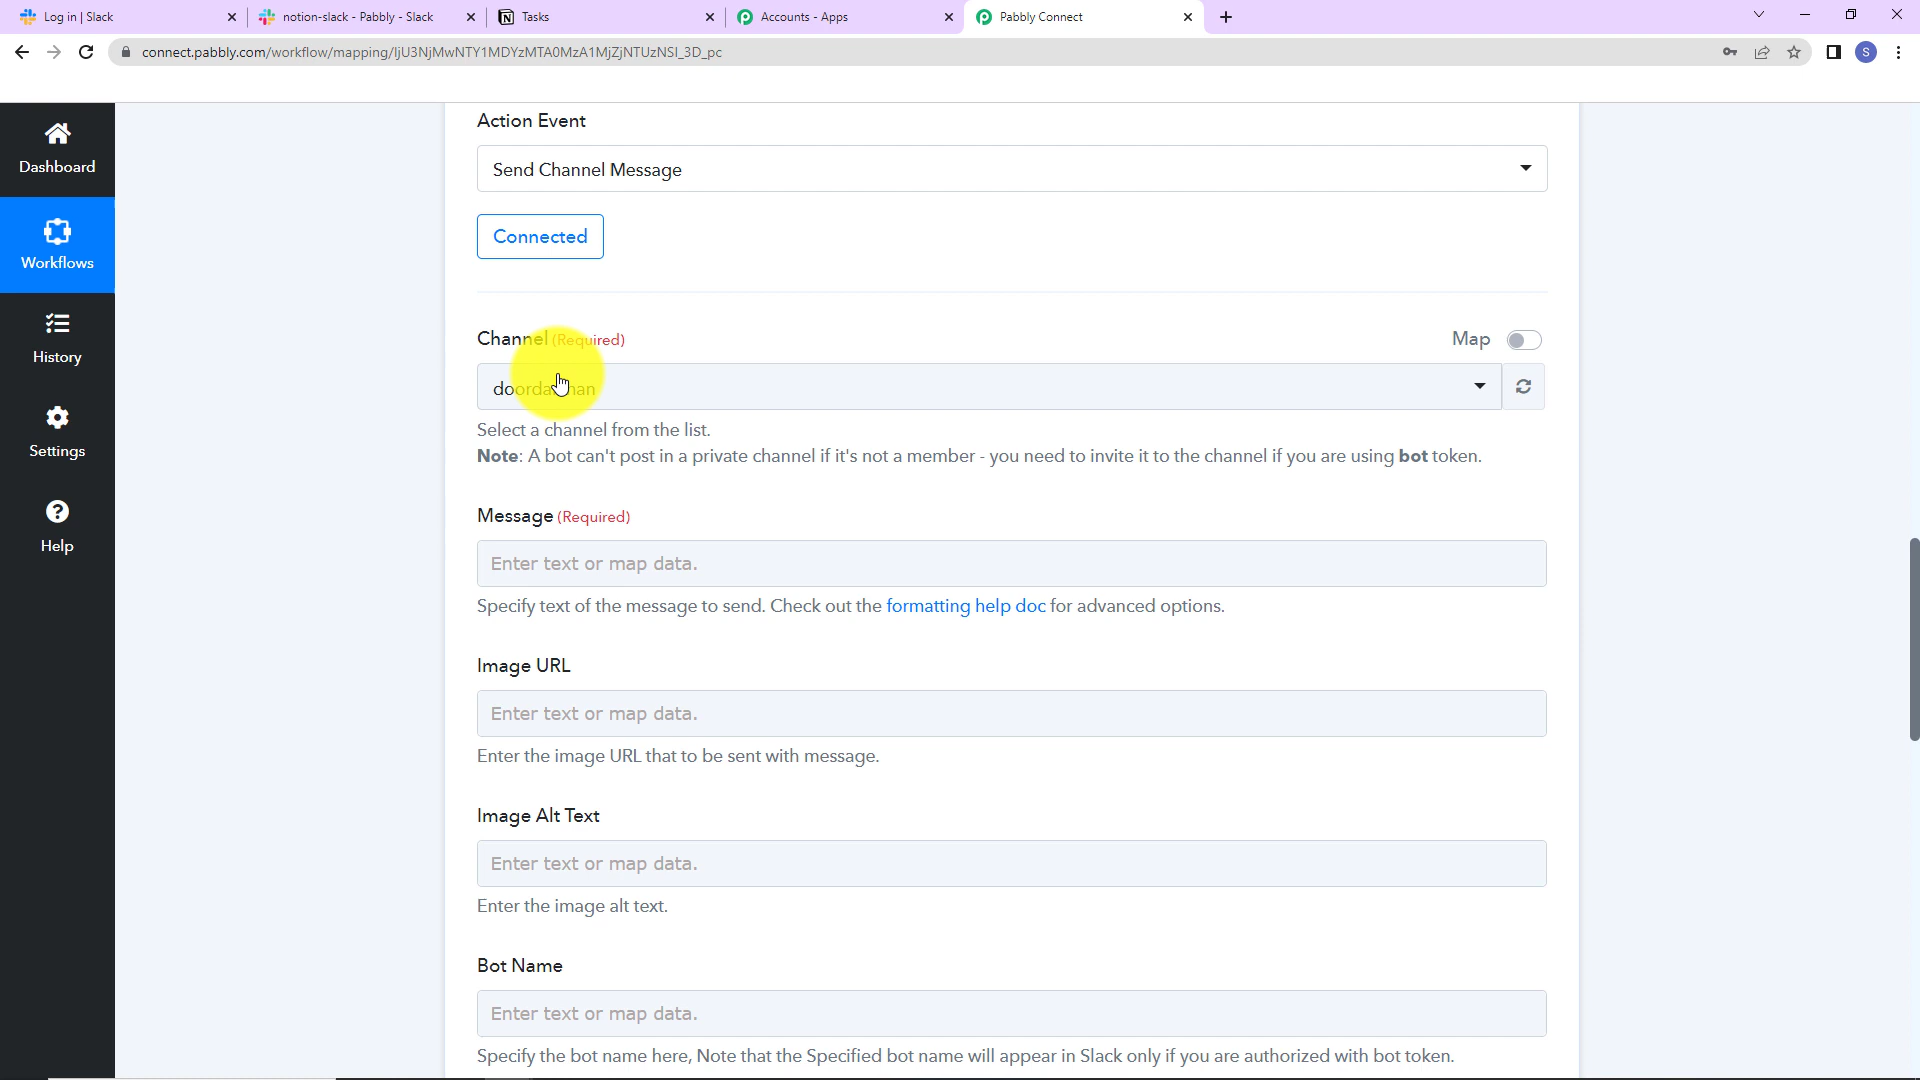 Log in | Slack
notion-slack - Pabbly - Slack
Tasks
Accounts - Apps
Pabbly Connect
connect.pabbly.com/workflow/mapping/IjU3NjMwNTY1MDYzMTA0MzA1MjZjNTUzNSI_3D_pc
S
Dashboard
Workflows
History
Settings
Help
Action Event
Send Channel Message
Connected
Channel (Required)
Map
Select a channel from the list.
Note: A bot can't post in a private channel if it's not a member - you need to invite it to the channel if you are using bot token.
Message (Required)
Enter text or map data.
Specify text of the message to send. Check out the formatting help doc for advanced options.
Image URL
Enter text or map data.
Enter the image URL that to be sent with message.
Image Alt Text
Enter text or map data.
Enter the image alt text.
Bot Name
Enter text or map data.
Specify the bot name here, Note that the Specified bot name will appear in Slack only if you are authorized with bot token.